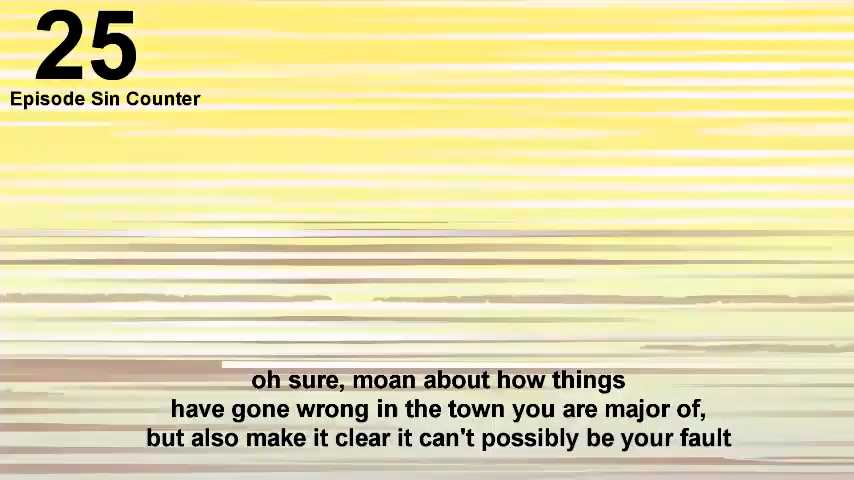 25
Episode Sin Counter
oh sure, moan about how things
have gone wrong in the town you are major of,
but also make it clear it can't possibly be your fault